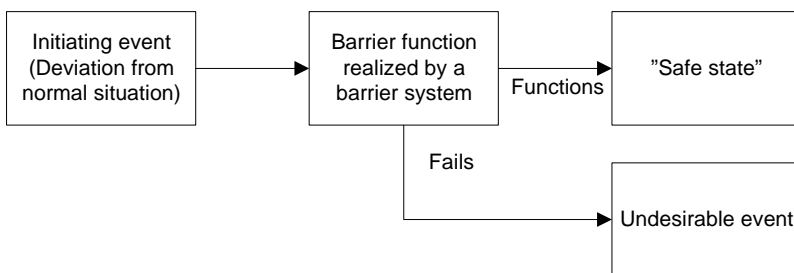 Initiating event
(Deviation from
normal situation)
Barrier function
realized by a
barrier system
Functions
”Safe state”
Fails
Undesirable event